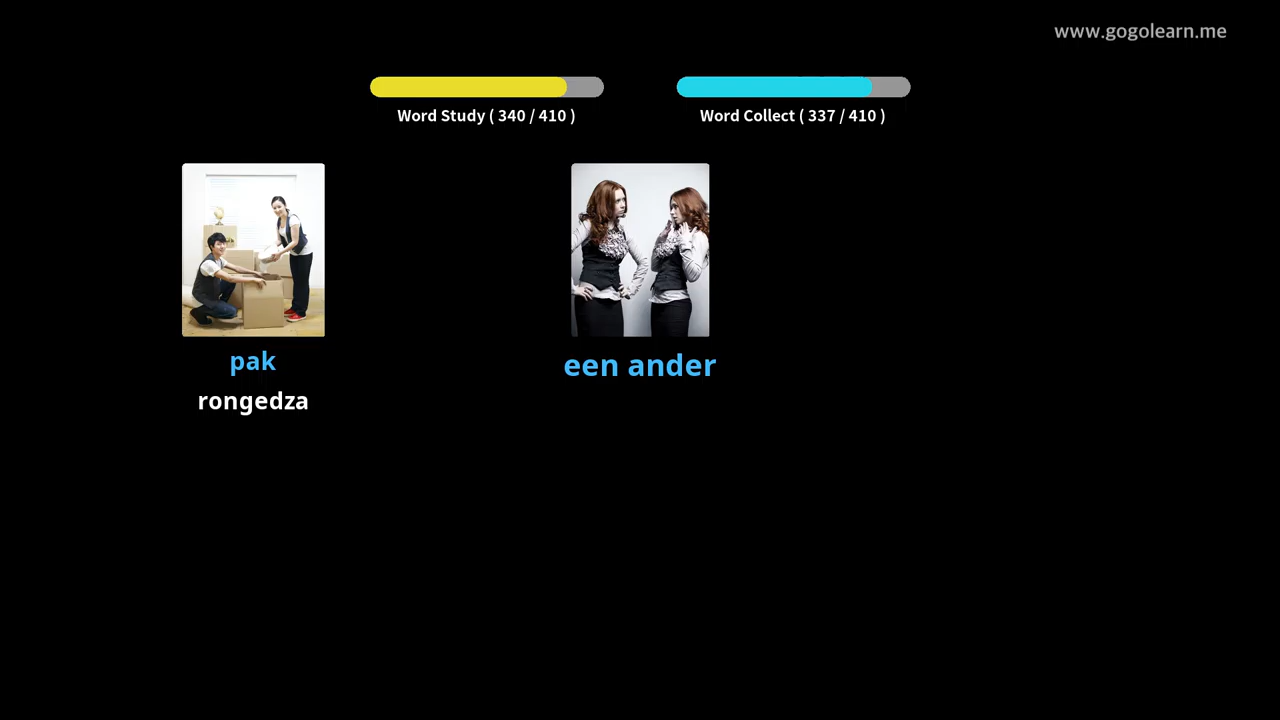 www.gogolearn.me
Word Study ( 340 / 410 )
Word Collect ( 337 / 410 )
pak
rongedza
een ander